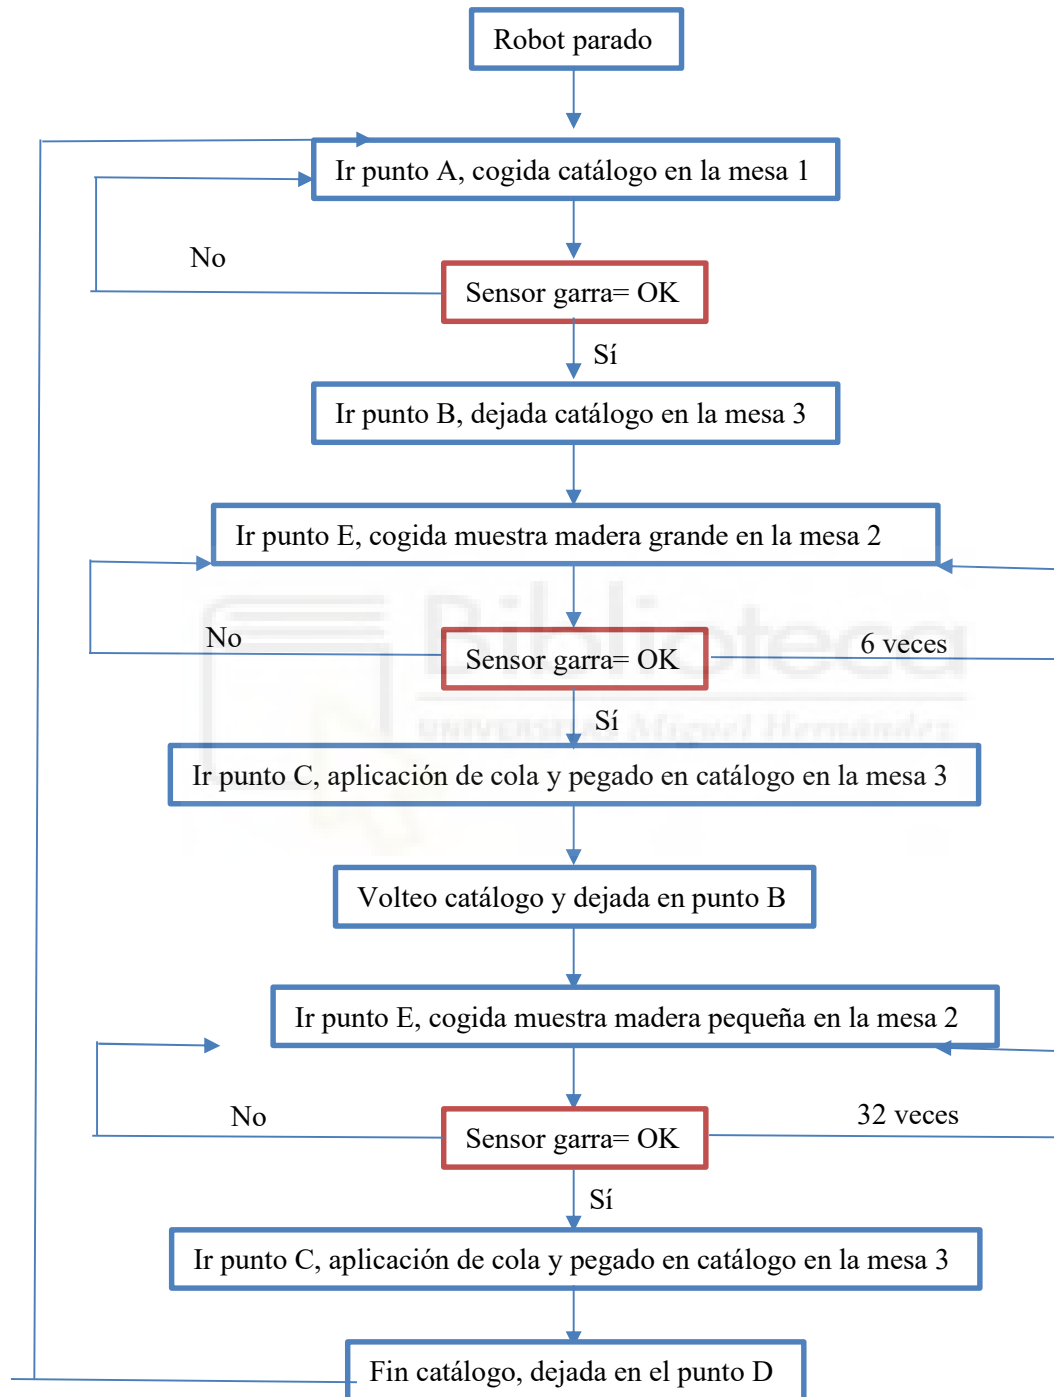 Robot parado
Ir punto A, cogida catálogo en la mesa 1
No
Sensor garra= OK
Sí
Ir punto B, dejada catálogo en la mesa 3
Ir punto E, cogida muestra madera grande en la mesa 2
Biblioteca
No
Sensor garra= OK
6 veces
Sí
UNIVERSITAS Miguel Hernández
Ir punto C, aplicación de cola y pegado en catálogo en la mesa 3
Volteo catálogo y dejada en punto B
Ir punto E, cogida muestra madera pequeña en la mesa 2
No
Sensor garra= OK
32 veces
Sí
Ir punto C, aplicación de cola y pegado en catálogo en la mesa 3
Fin catálogo, dejada en el punto D